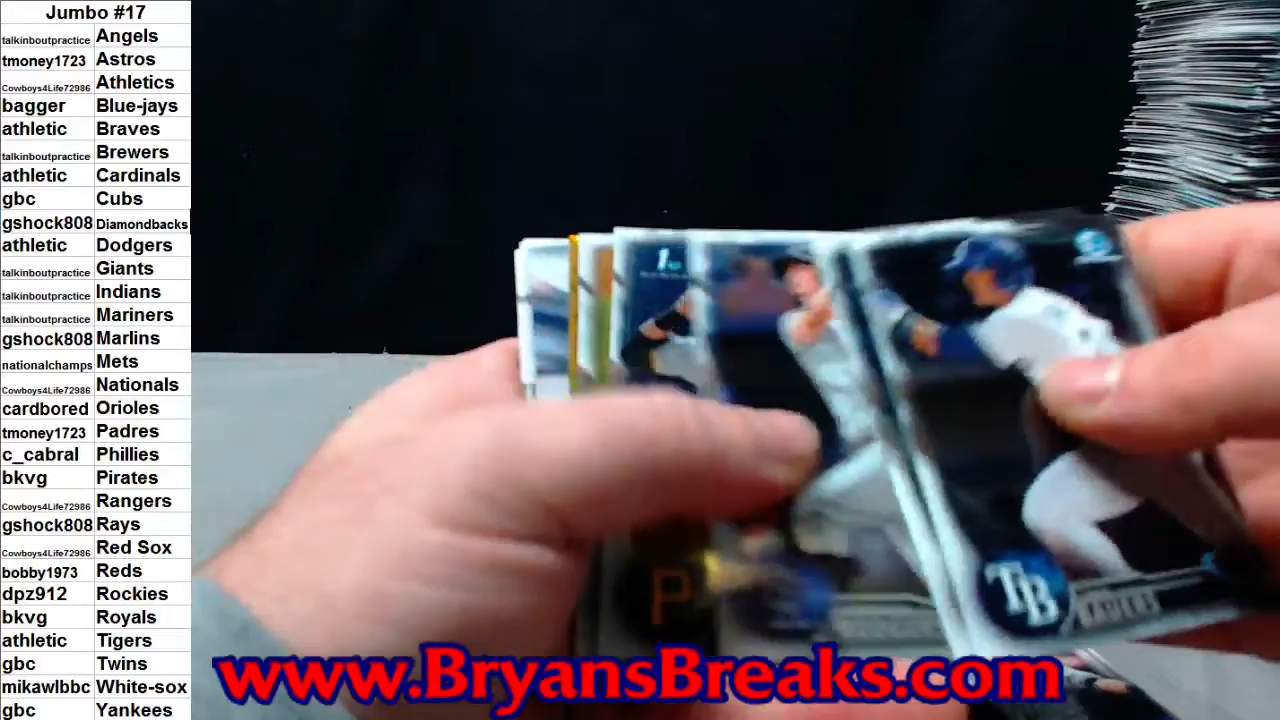 Jumbo #17
talkinboutpractice Angels
tmoney1723 Astros
Cowboys4Life72986 Athletics
bagger Blue-jays
athletic Braves
talkinboutpractice Brewers
athletic Cardinals
gbc Cubs
gshock808 Diamondbacks
athletic Dodgers
talkinboutpractice Giants
talkinboutpractice Indians
talkinboutpractice Mariners
gshock808 Marlins
nationalchamps Mets
Cowboys4Life72986 Nationals
cardbored Orioles
tmoney1723 Padres
c_cabral Phillies
bkvg Pirates
Cowboys4Life72986 Rangers
gshock808 Rays
Cowboys4Life72986 Red Sox
bobby1973 Reds
dpz912 Rockies
bkvg Royals
athletic Tigers
gbc Twins
mikawlbbc White-sox
gbc Yankees
1st
P
TB
www.BryansBreaks.com